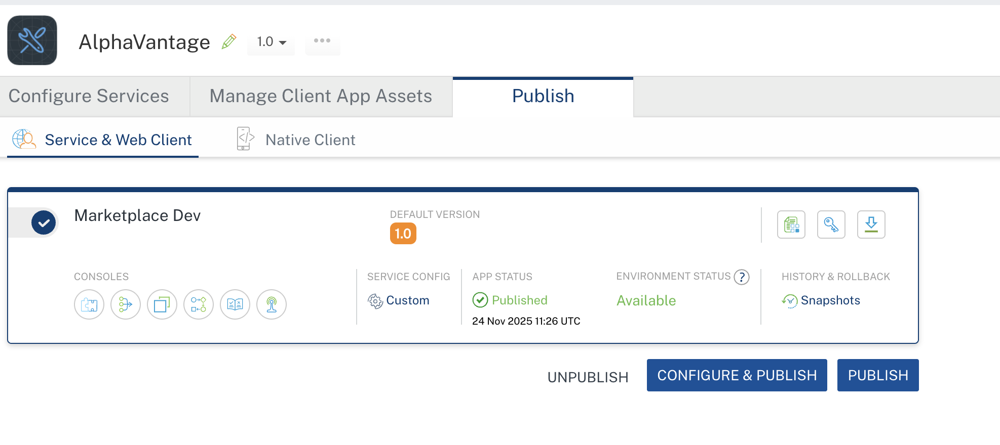 AlphaVantage
1.0
Configure Services
Manage Client App Assets
Publish
Service & Web Client
Native Client
Marketplace Dev
DEFAULT VERSION
1.0
CONSOLES
SERVICE CONFIG
APP STATUS
ENVIRONMENT STATUS ?
HISTORY & ROLLBACK
Custom
Published
Available
Snapshots
24 Nov 2025 11:26 UTC
UNPUBLISH
CONFIGURE & PUBLISH
PUBLISH